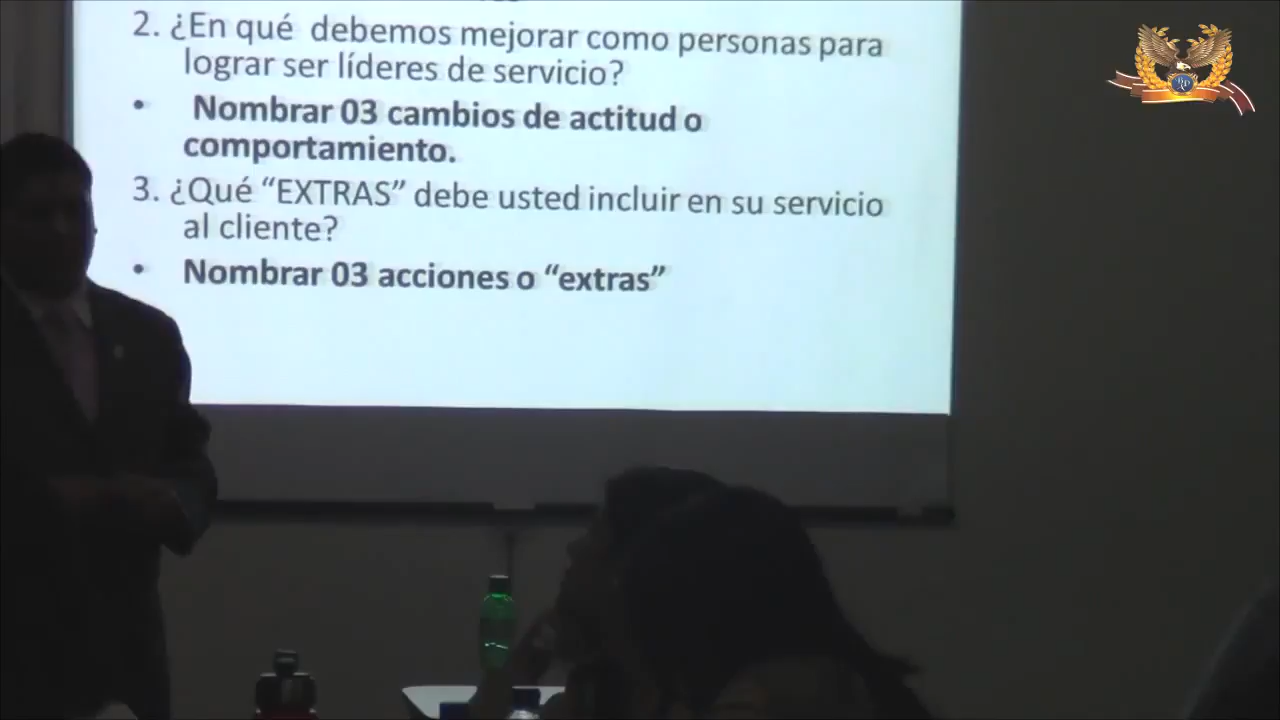 2. ¿En qué debemos mejorar como personas para
lograr ser líderes de servicio?
• Nombrar 03 cambios de actitud o
comportamiento.
3. ¿Qué “EXTRAS” debe usted incluir en su servicio
al cliente?
• Nombrar 03 acciones o “extras”